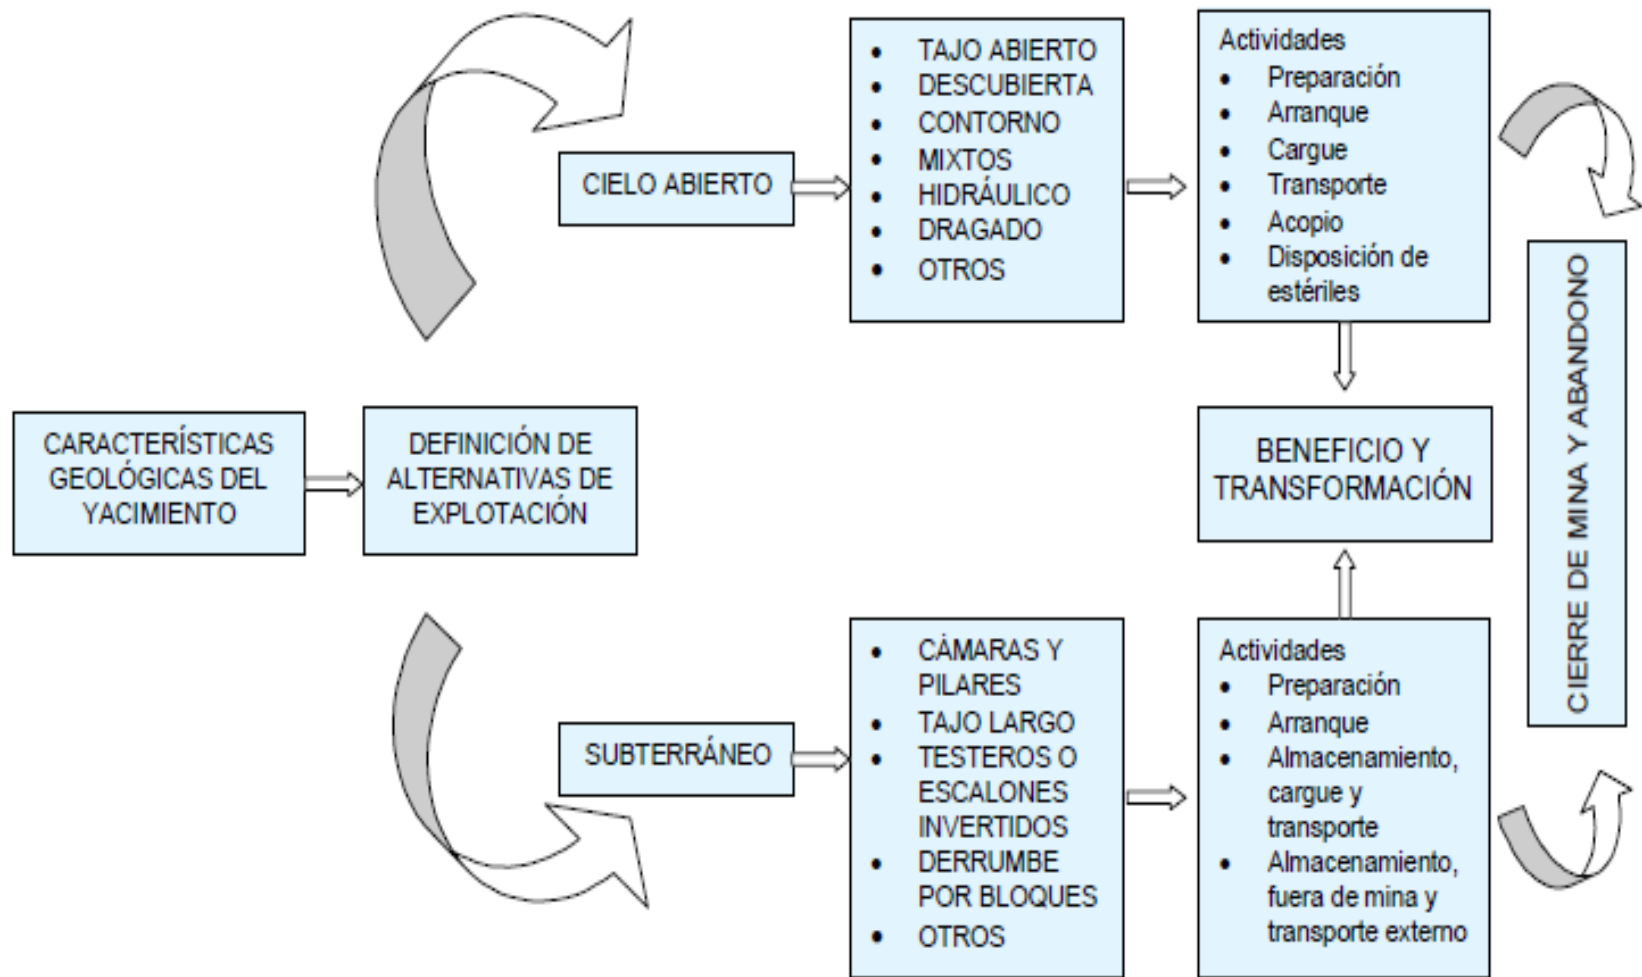 CARACTERÍSTICAS
GEOLÓGICAS DEL
YACIMIENTO
DEFINICIÓN DE
ALTERNATIVAS DE
EXPLOTACIÓN
CIELO ABIERTO
• TAJO ABIERTO
• DESCUBIERTA
• CONTORNO
• MIXTOS
• HIDRÁULICO
• DRAGADO
• OTROS
Actividades
• Preparación
• Arranque
• Cargue
• Transporte
• Acopio
• Disposición de
estériles
SUBTERRÁNEO
• CÁMARAS Y
PILARES
• TAJO LARGO
• TESTEROS O
ESCALONES
INVERTIDOS
• DERRUMBE
POR BLOQUES
• OTROS
Actividades
• Preparación
• Arranque
• Almacenamiento,
cargue y
transporte
• Almacenamiento,
fuera de mina y
transporte externo
BENEFICIO Y
TRANSFORMACIÓN
CIERRE DE MINA Y ABANDONO